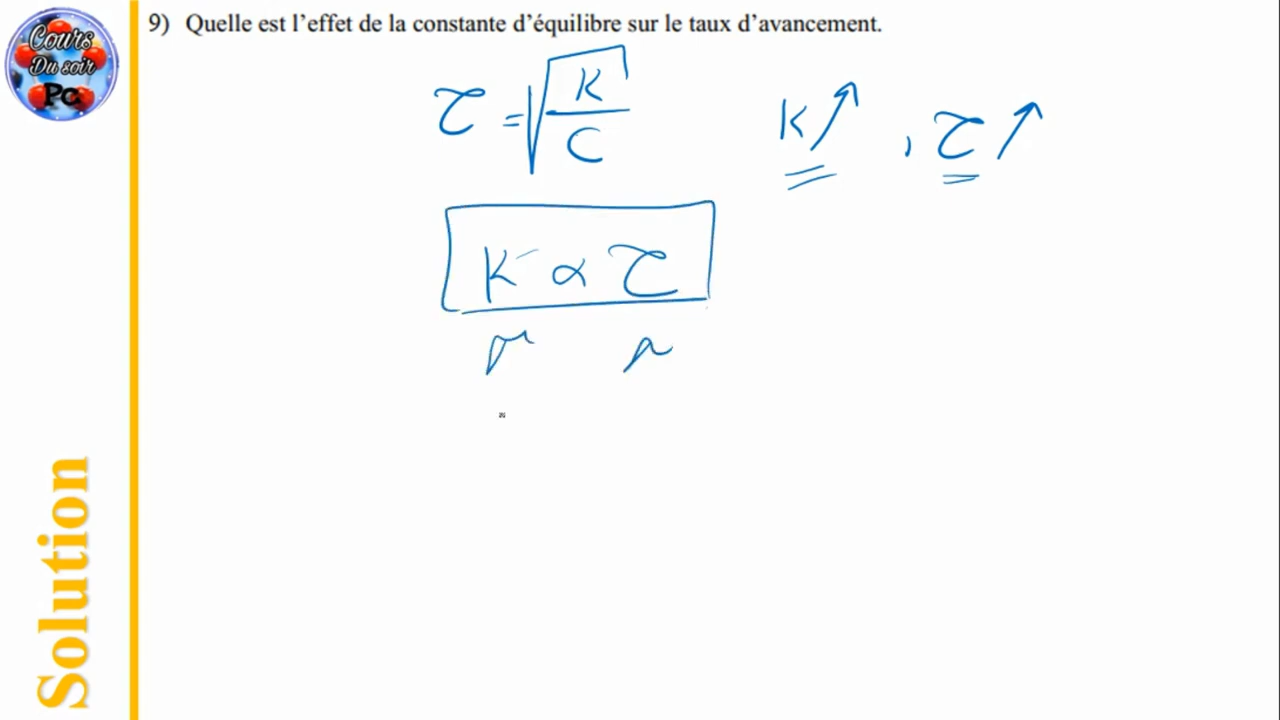 Cours
Du soir
PC
9) Quelle est l’effet de la constante d’équilibre sur le taux d’avancement.
τ = √(K/C) K↗ , τ↗
K ∝ τ
Solution